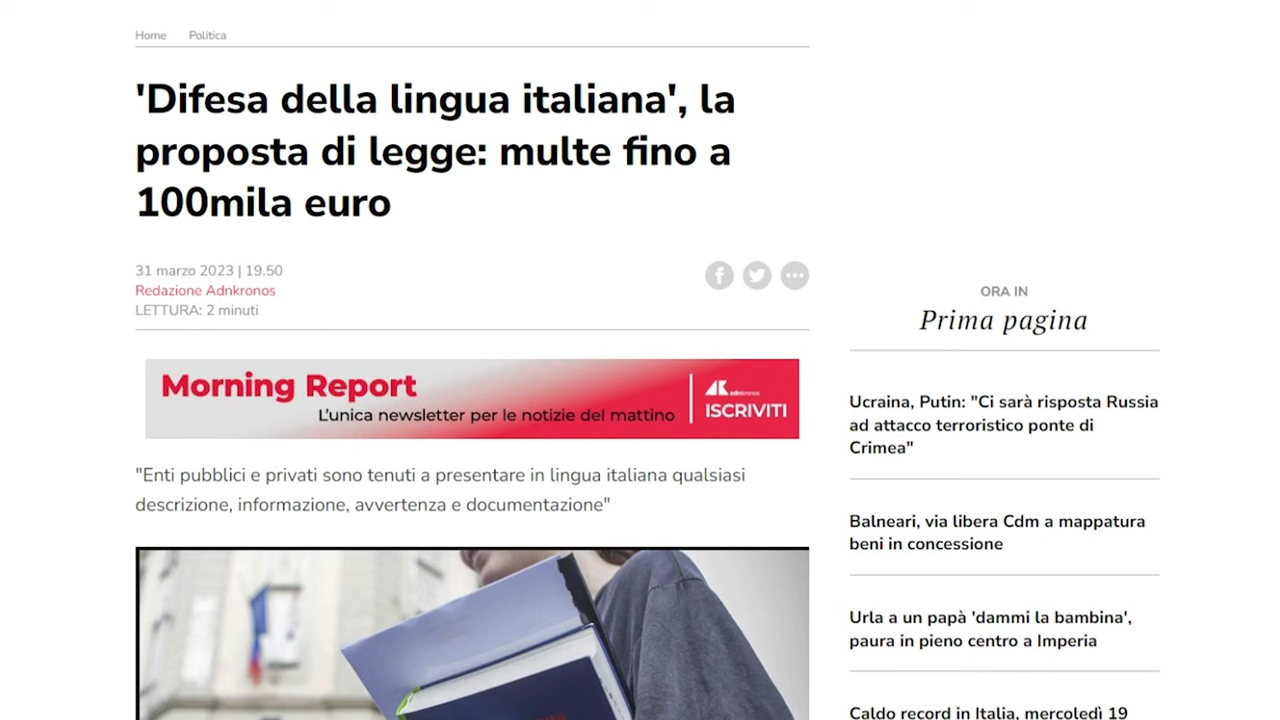 Home Politica
'Difesa della lingua italiana', la
proposta di legge: multe fino a
100mila euro
31 marzo 2023 | 19.50
Redazione Adnkronos
LETTURA: 2 minuti
Morning Report
L'unica newsletter per le notizie del mattino
adnkronos
ISCRIVITI
"Enti pubblici e privati sono tenuti a presentare in lingua italiana qualsiasi
descrizione, informazione, avvertenza e documentazione"
ORA IN
Prima pagina
Ucraina, Putin: "Ci sarà risposta Russia
ad attacco terroristico ponte di
Crimea"
Balneari, via libera Cdm a mappatura
beni in concessione
Urla a un papà 'dammi la bambina',
paura in pieno centro a Imperia
Caldo record in Italia, mercoledì 19